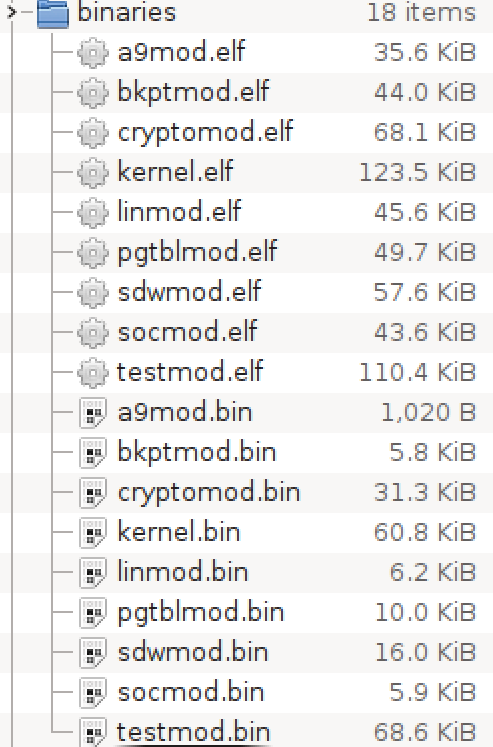 binaries 18 items
a9mod.elf 35.6 KiB
bkptmod.elf 44.0 KiB
cryptomod.elf 68.1 KiB
kernel.elf 123.5 KiB
linmod.elf 45.6 KiB
pgtblmod.elf 49.7 KiB
sdwmod.elf 57.6 KiB
socmod.elf 43.6 KiB
testmod.elf 110.4 KiB
a9mod.bin 1,020 B
bkptmod.bin 5.8 KiB
cryptomod.bin 31.3 KiB
kernel.bin 60.8 KiB
linmod.bin 6.2 KiB
pgtblmod.bin 10.0 KiB
sdwmod.bin 16.0 KiB
socmod.bin 5.9 KiB
testmod.bin 68.6 KiB